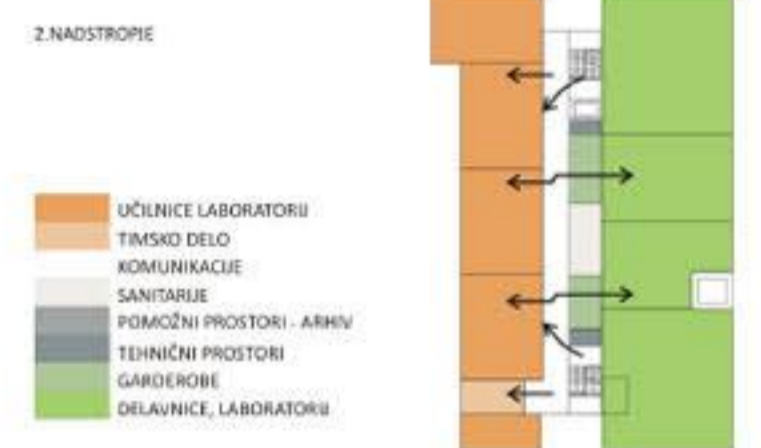 2.NADSTROPJE
UČILNICE LABORATORIJ
TIMSKO DELO
KOMUNIKACIJE
SANITARIJE
POMOŽNI PROSTORI - ARHIV
TEHNIČNI PROSTORI
GARDEROBE
DELAVNICE, LABORATORIJ